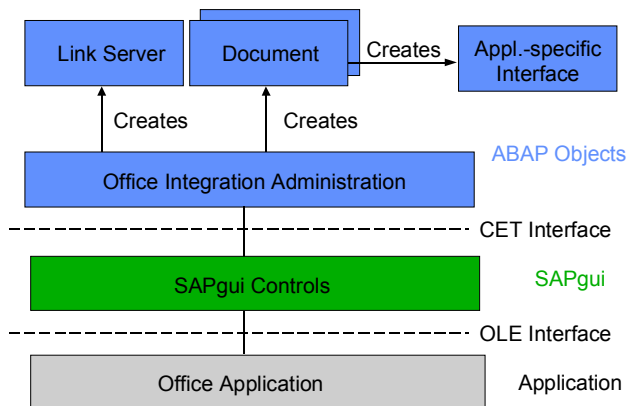 Link Server
Document
Creates
Appl.-specific
Interface
Creates
Creates
ABAP Objects
Office Integration Administration
CET Interface
SAPgui Controls
SAPgui
OLE Interface
Office Application
Application